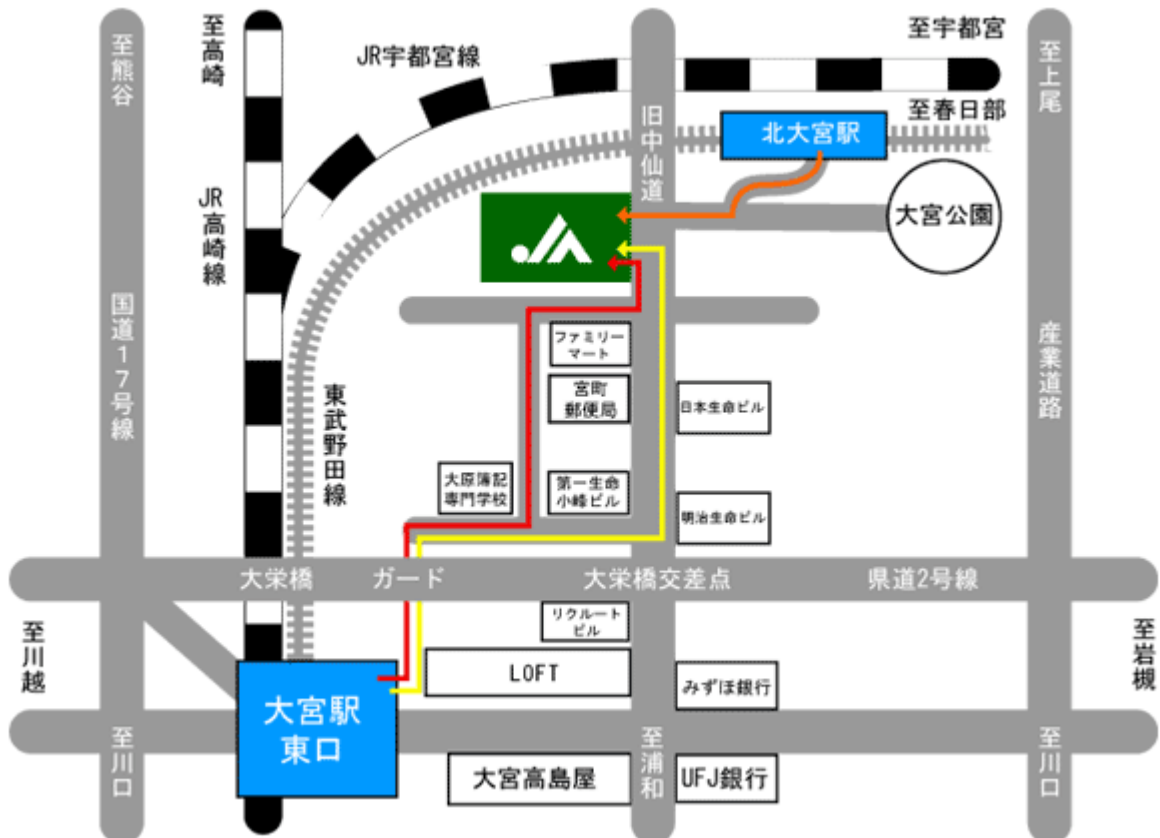 至熊谷
至高崎
JR宇都宮線
至宇都宮
至上尾
至春日部
旧中仙道
北大宮駅
JR高崎線
JA
大宮公園
国道17号線
ファミリー
マート
産業道路
宮町
郵便局
日本生命ビル
東武野田線
大原簿記
専門学校
第一生命
小峰ビル
明治生命ビル
大栄橋
ガード
大栄橋交差点
県道2号線
至川越
リクルート
ビル
至岩槻
LOFT
みずほ銀行
大宮駅
東口
至川口
至浦和
至川口
大宮高島屋
UFJ銀行